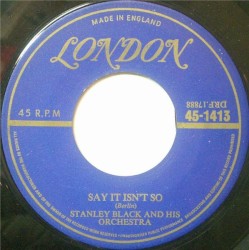 MADE IN ENGLAND
LONDON
45 R.P.M
DRF.17888
45-1413
SAY IT ISN'T SO
(Berlin)
STANLEY BLACK AND HIS
ORCHESTRA